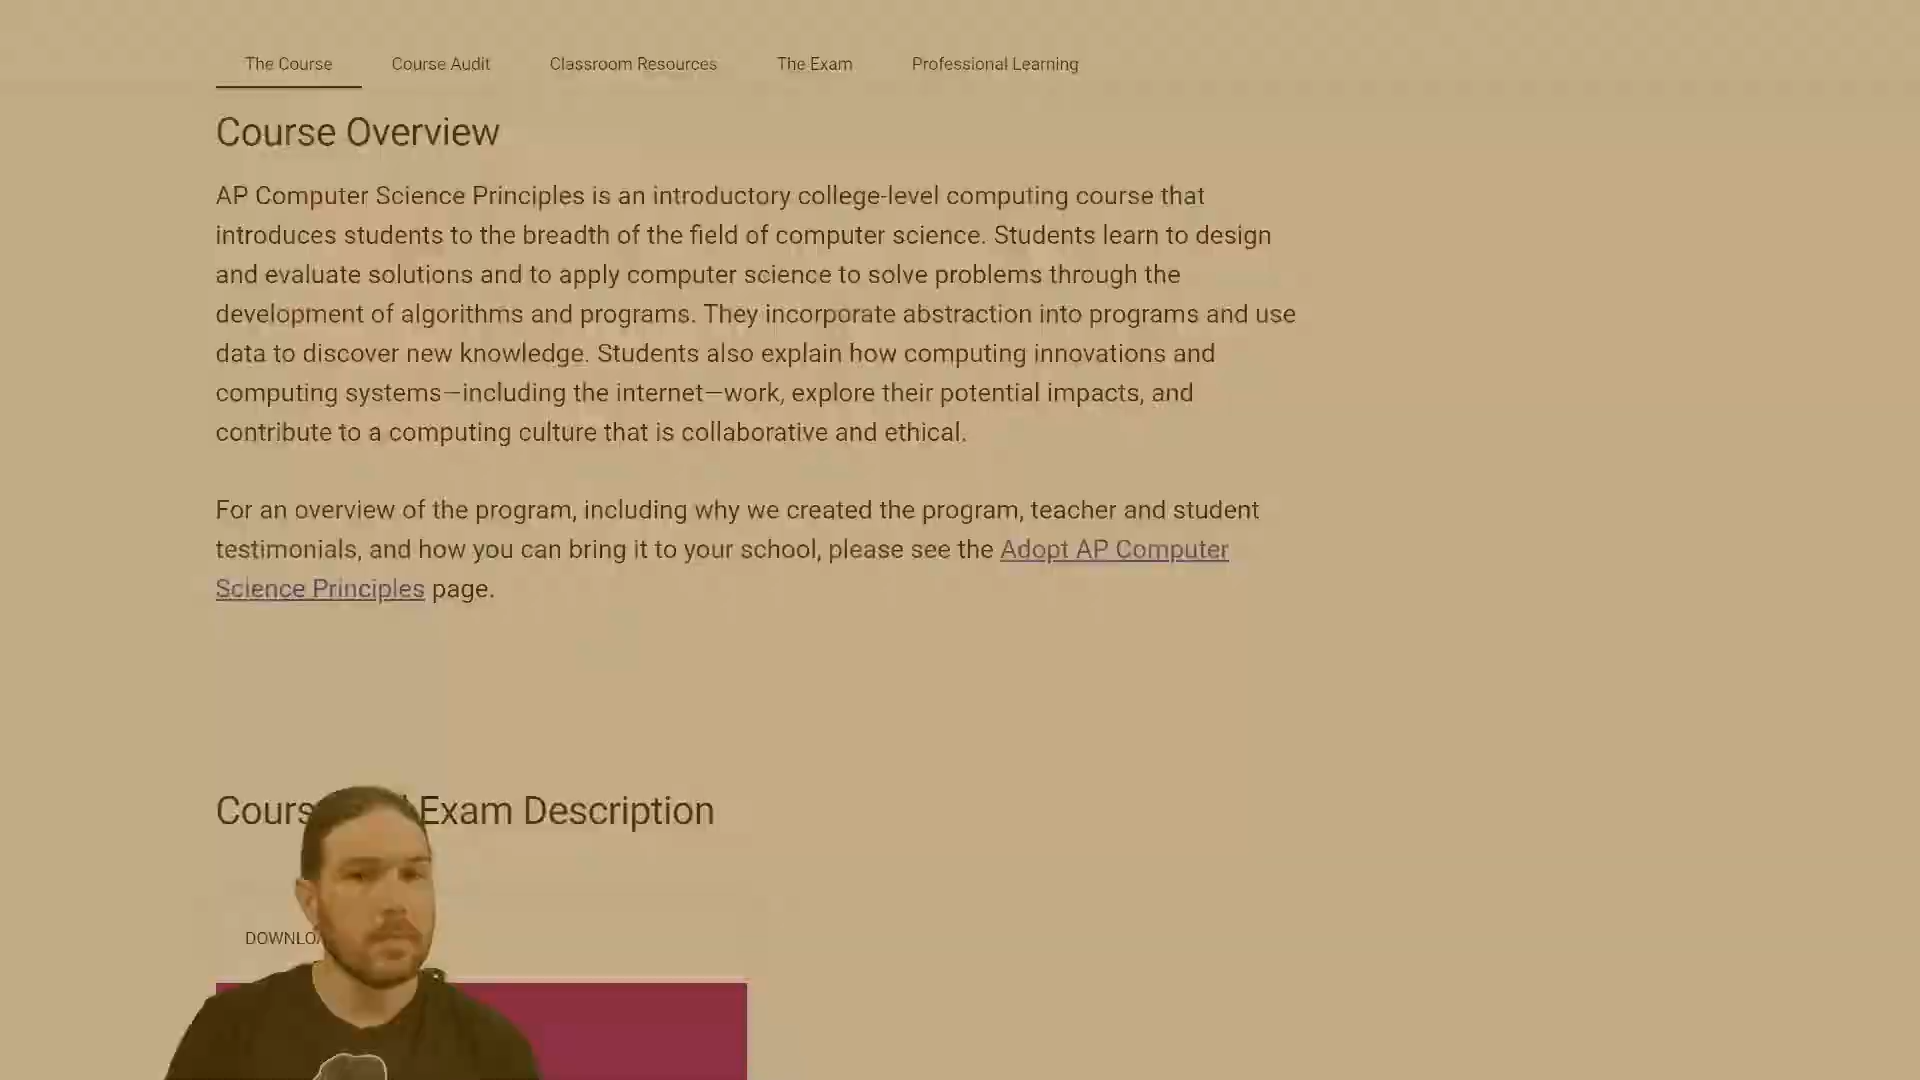 The Course Course Audit Classroom Resources The Exam Professional Learning
Course Overview
AP Computer Science Principles is an introductory college-level computing course that
introduces students to the breadth of the field of computer science. Students learn to design
and evaluate solutions and to apply computer science to solve problems through the
development of algorithms and programs. They incorporate abstraction into programs and use
data to discover new knowledge. Students also explain how computing innovations and
computing systems—including the internet—work, explore their potential impacts, and
contribute to a computing culture that is collaborative and ethical.
For an overview of the program, including why we created the program, teacher and student
testimonials, and how you can bring it to your school, please see the Adopt AP Computer
Science Principles page.
Exam Description